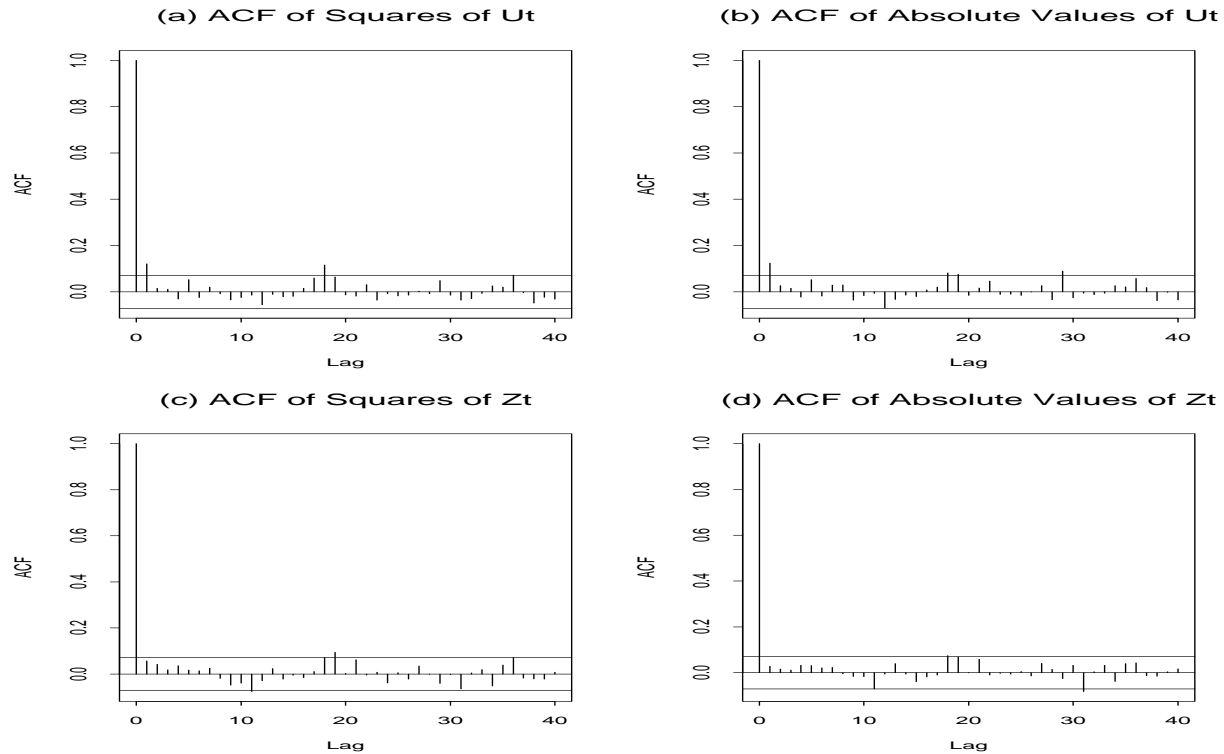 (a) ACF of Squares of Ut
ACF
0.0 0.2 0.4 0.6 0.8 1.0
0 10 20 30 40
Lag
(b) ACF of Absolute Values of Ut
ACF
0.0 0.2 0.4 0.6 0.8 1.0
0 10 20 30 40
Lag
(c) ACF of Squares of Zt
ACF
0.0 0.2 0.4 0.6 0.8 1.0
0 10 20 30 40
Lag
(d) ACF of Absolute Values of Zt
ACF
0.0 0.2 0.4 0.6 0.8 1.0
0 10 20 30 40
Lag